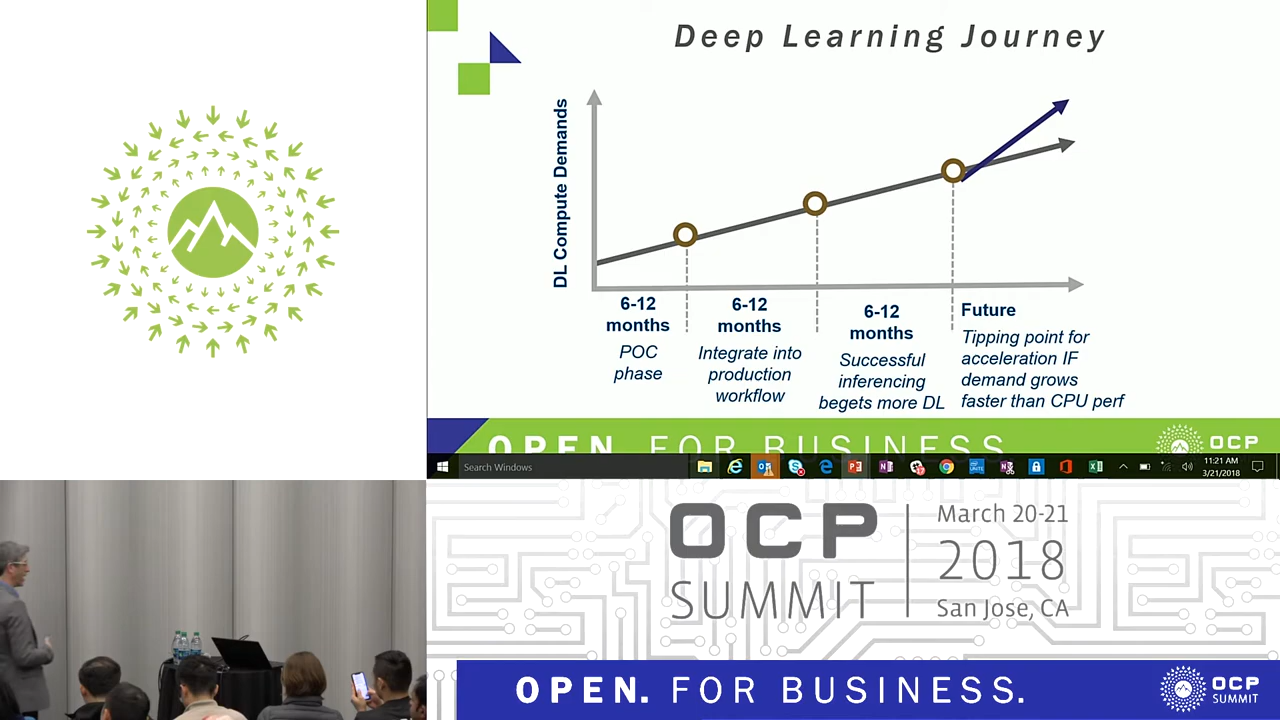 Deep Learning Journey
DL Compute Demands
6-12
months
POC
phase
6-12
months
Integrate into
production
workflow
6-12
months
Successful
inferencing
begets more DL
Future
Tipping point for
acceleration IF
demand grows
faster than CPU perf
OPEN. FOR BUSINESS.
OCP
Search Windows
11:21 AM
3/21/2018
OCP
SUMMIT
March 20-21
2018
San Jose, CA
OPEN. FOR BUSINESS.
OCP
SUMMIT